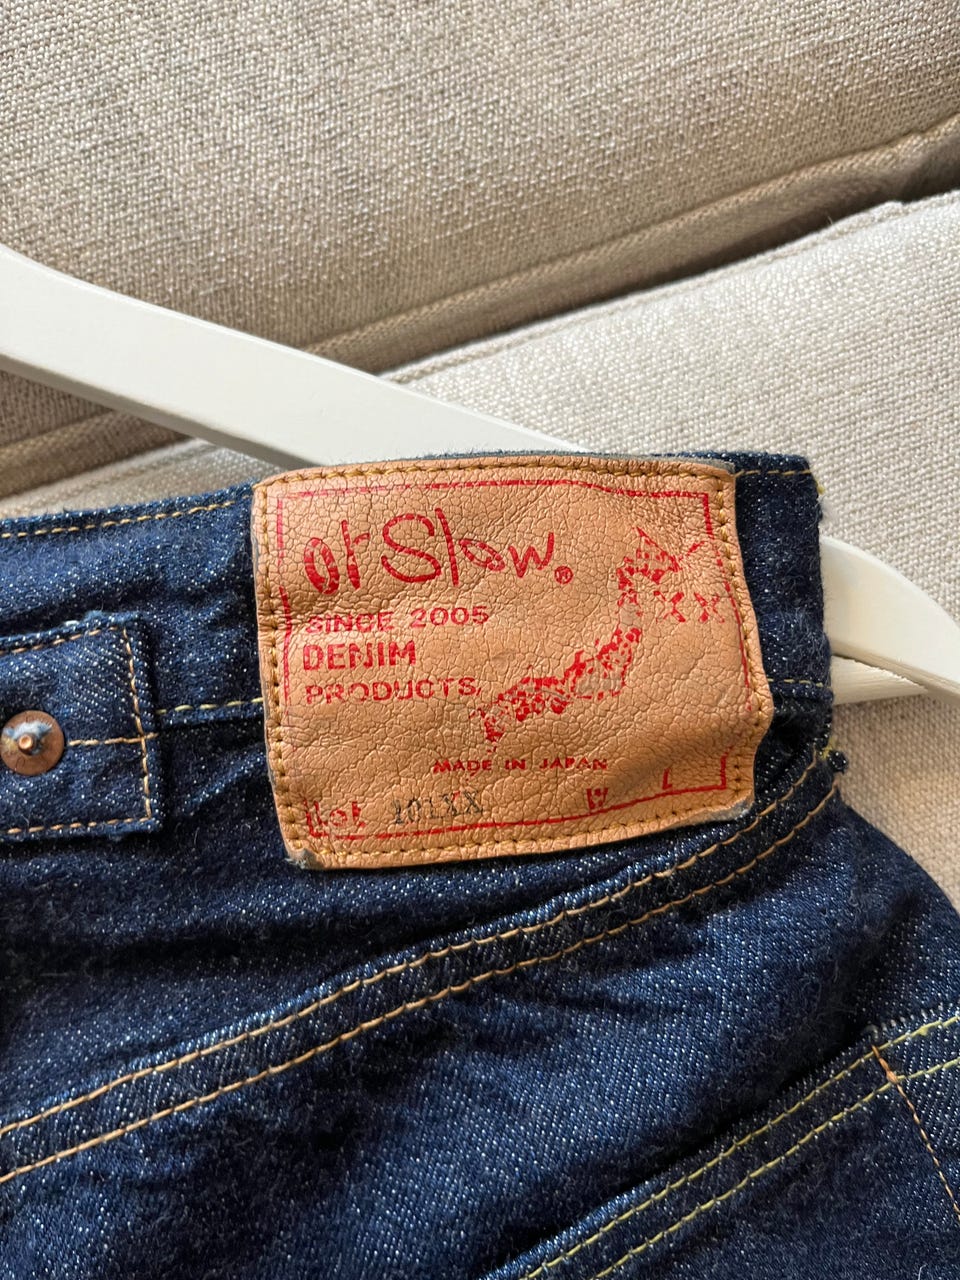 orSlow®
SINCE 2005
DENIM
PRODUCTS
XX
MADE IN JAPAN
Lot 101XX W L